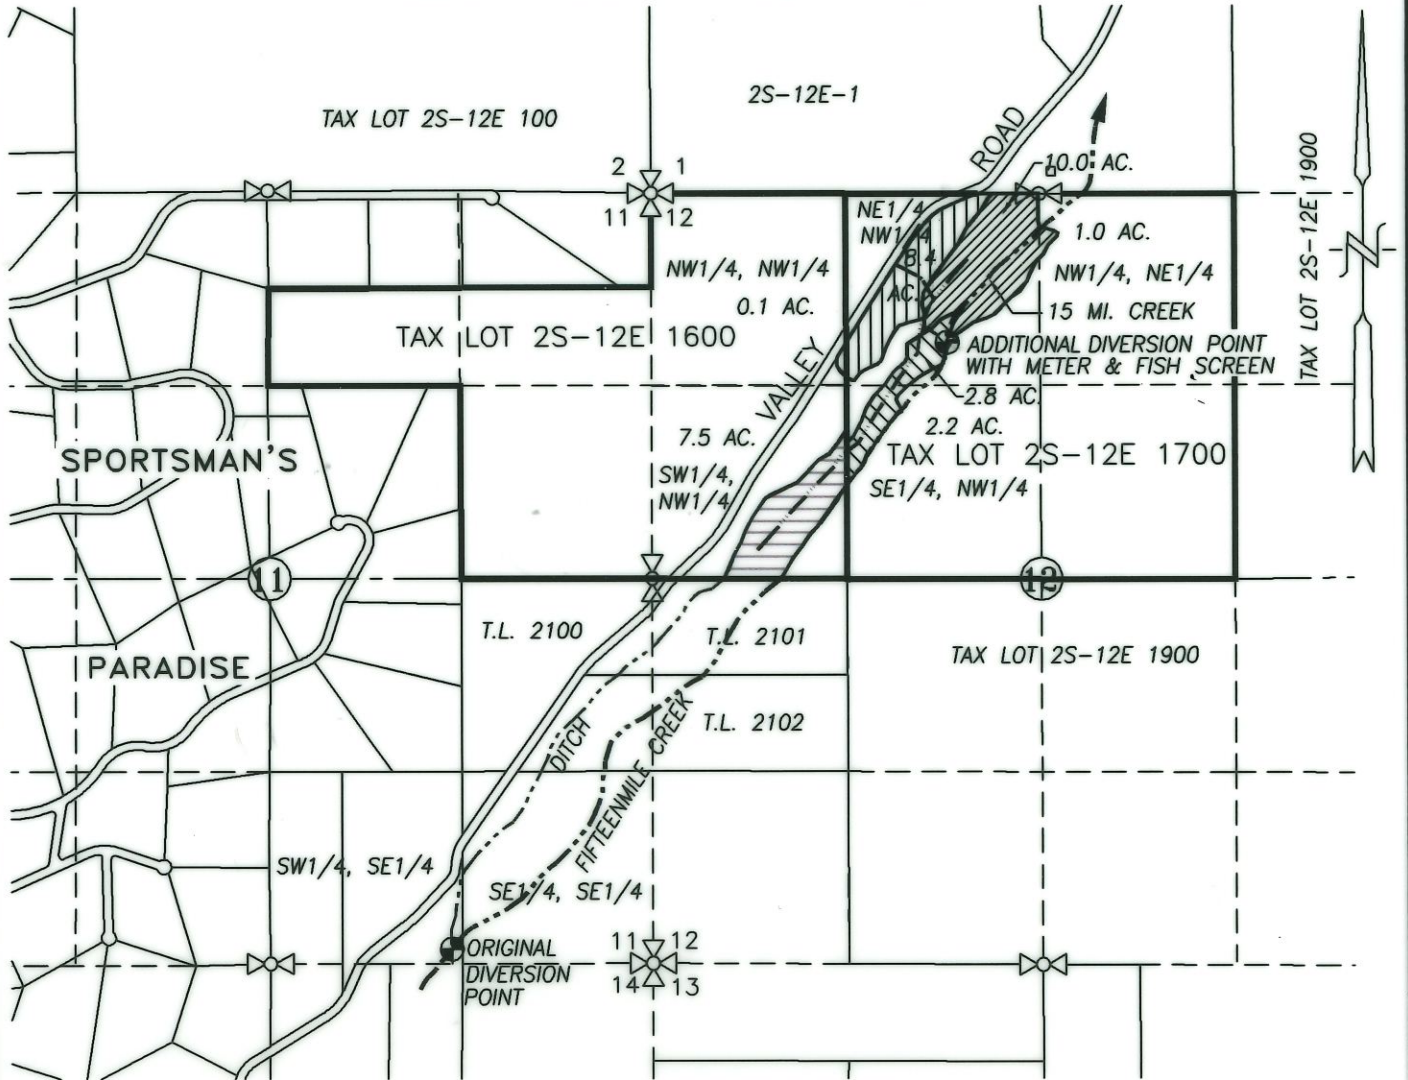 2S-12E-1
TAX LOT 2S-12E 100
ROAD
10.0 AC.
TAX LOT 2S-12E 1900
2 1
11 12
NE1/4
NW1/4
8.4
AC.
1.0 AC.
NW1/4, NW1/4
NW1/4, NE1/4
0.1 AC.
15 MI. CREEK
TAX LOT 2S-12E 1600
ADDITIONAL DIVERSION POINT
WITH METER & FISH SCREEN
VALLEY
2.8 AC.
2.2 AC.
7.5 AC.
TAX LOT 2S-12E 1700
SPORTSMAN'S
SW1/4,
NW1/4
SE1/4, NW1/4
N
11
12
T.L. 2100
T.L. 2101
TAX LOT 2S-12E 1900
PARADISE
T.L. 2102
DITCH
FIFTEENMILE CREEK
SW1/4, SE1/4
SE1/4, SE1/4
ORIGINAL
DIVERSION
POINT
11 12
14 13